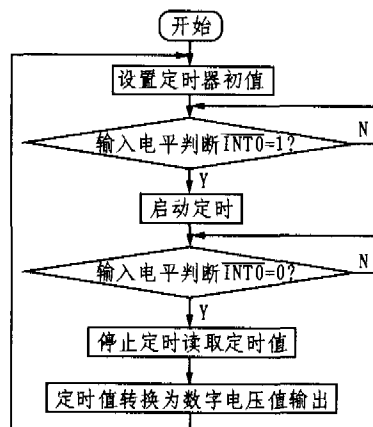 开始
设置定时器初值
输入电平判断INT0=1?
N
Y
启动定时
输入电平判断INT0=0?
N
Y
停止定时读取定时值
定时值转换为数字电压值输出